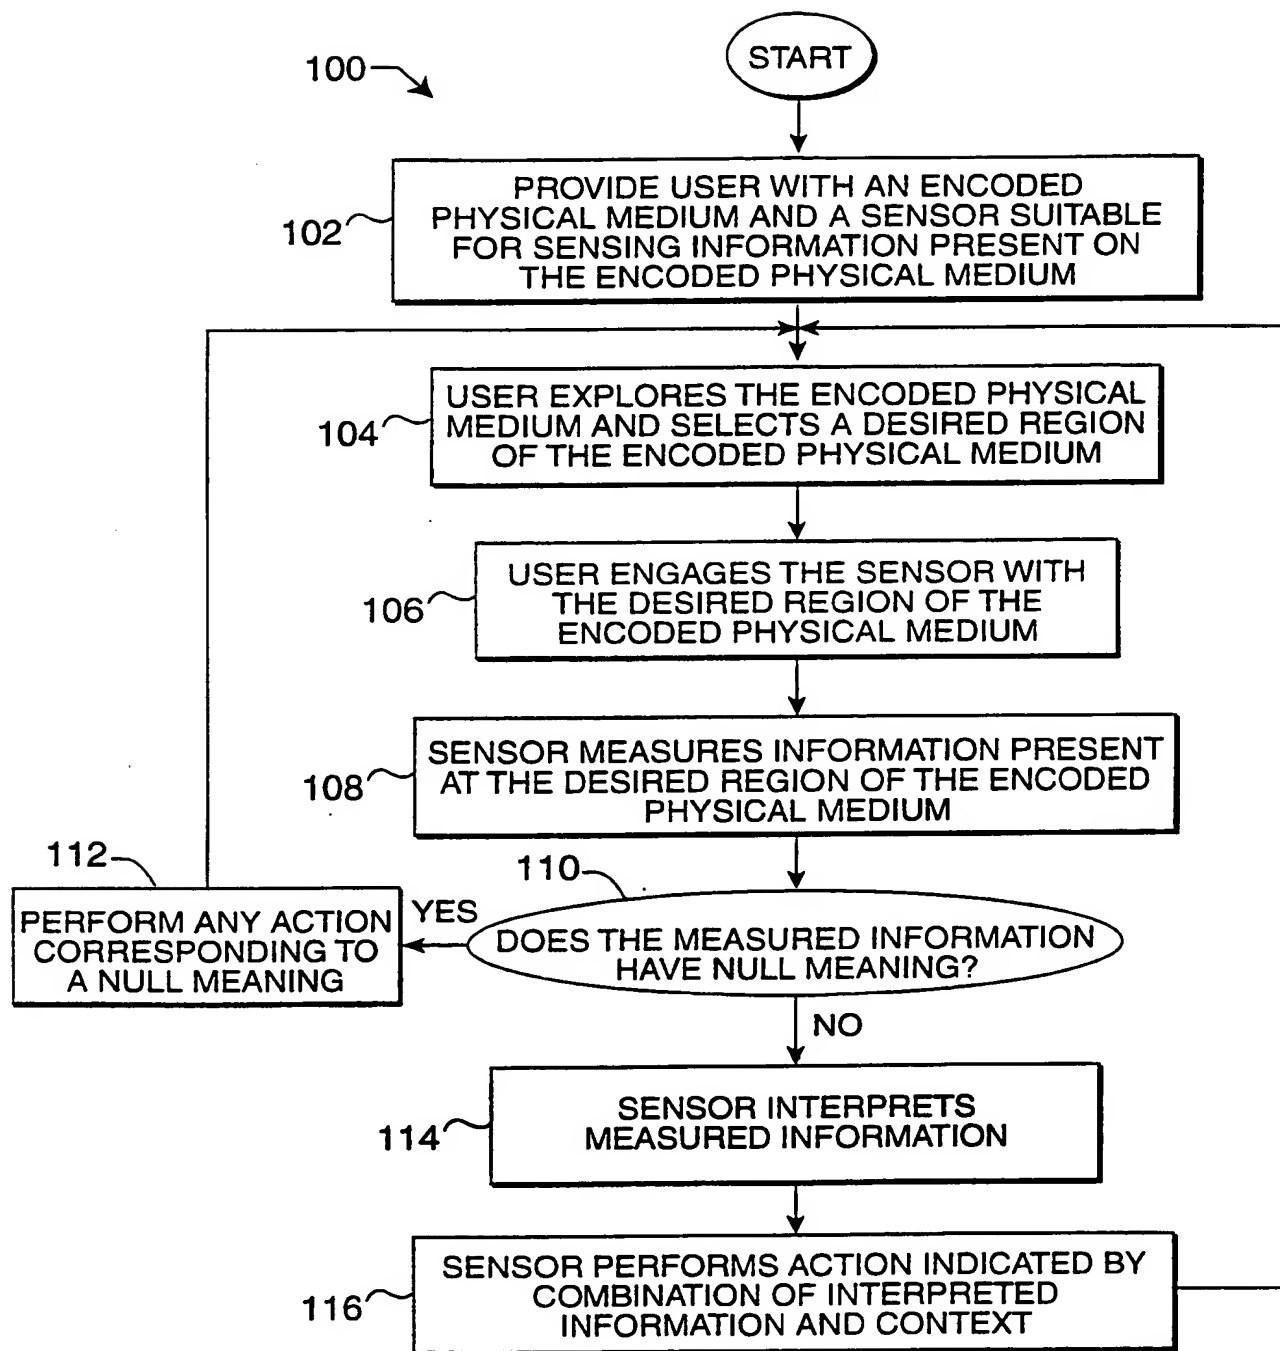 START
100
PROVIDE USER WITH AN ENCODED
PHYSICAL MEDIUM AND A SENSOR SUITABLE
FOR SENSING INFORMATION PRESENT ON
THE ENCODED PHYSICAL MEDIUM
102
USER EXPLORES THE ENCODED PHYSICAL
MEDIUM AND SELECTS A DESIRED REGION
OF THE ENCODED PHYSICAL MEDIUM
104
USER ENGAGES THE SENSOR WITH
THE DESIRED REGION OF THE
ENCODED PHYSICAL MEDIUM
106
SENSOR MEASURES INFORMATION PRESENT
AT THE DESIRED REGION OF THE ENCODED
PHYSICAL MEDIUM
108
110
DOES THE MEASURED INFORMATION
HAVE NULL MEANING?
YES
112
PERFORM ANY ACTION
CORRESPONDING TO
A NULL MEANING
NO
SENSOR INTERPRETS
MEASURED INFORMATION
114
SENSOR PERFORMS ACTION INDICATED BY
COMBINATION OF INTERPRETED
INFORMATION AND CONTEXT
116